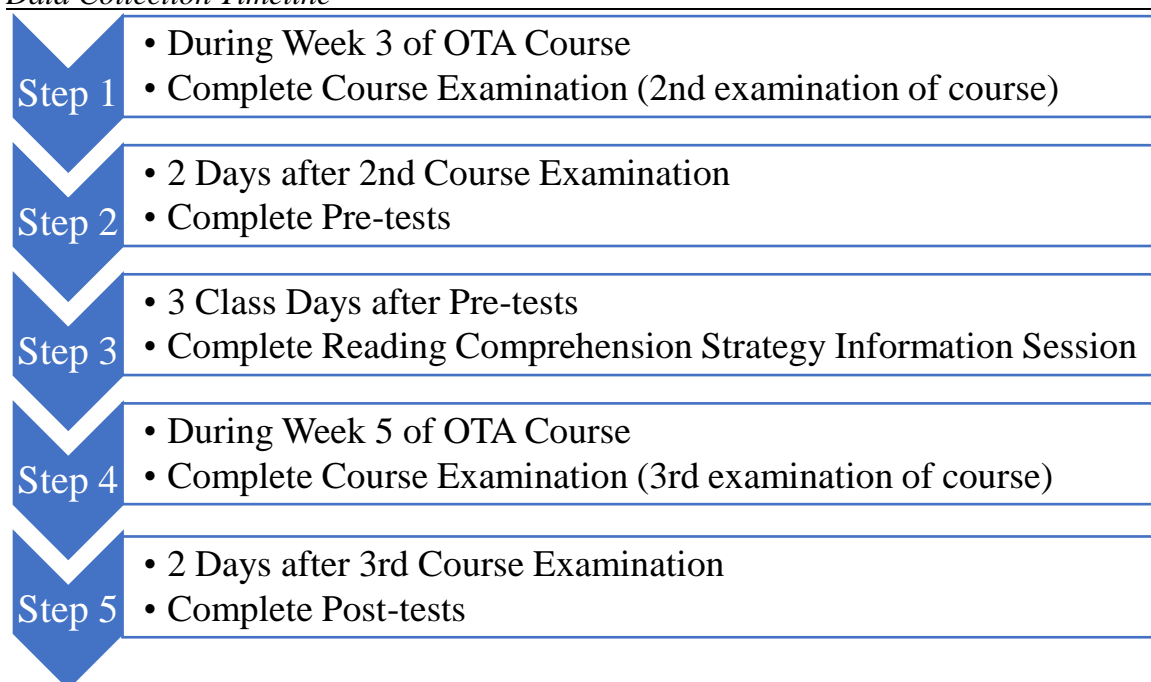 Data Collection Timeline
Step 1
• During Week 3 of OTA Course
• Complete Course Examination (2nd examination of course)
Step 2
• 2 Days after 2nd Course Examination
• Complete Pre-tests
Step 3
• 3 Class Days after Pre-tests
• Complete Reading Comprehension Strategy Information Session
Step 4
• During Week 5 of OTA Course
• Complete Course Examination (3rd examination of course)
Step 5
• 2 Days after 3rd Course Examination
• Complete Post-tests